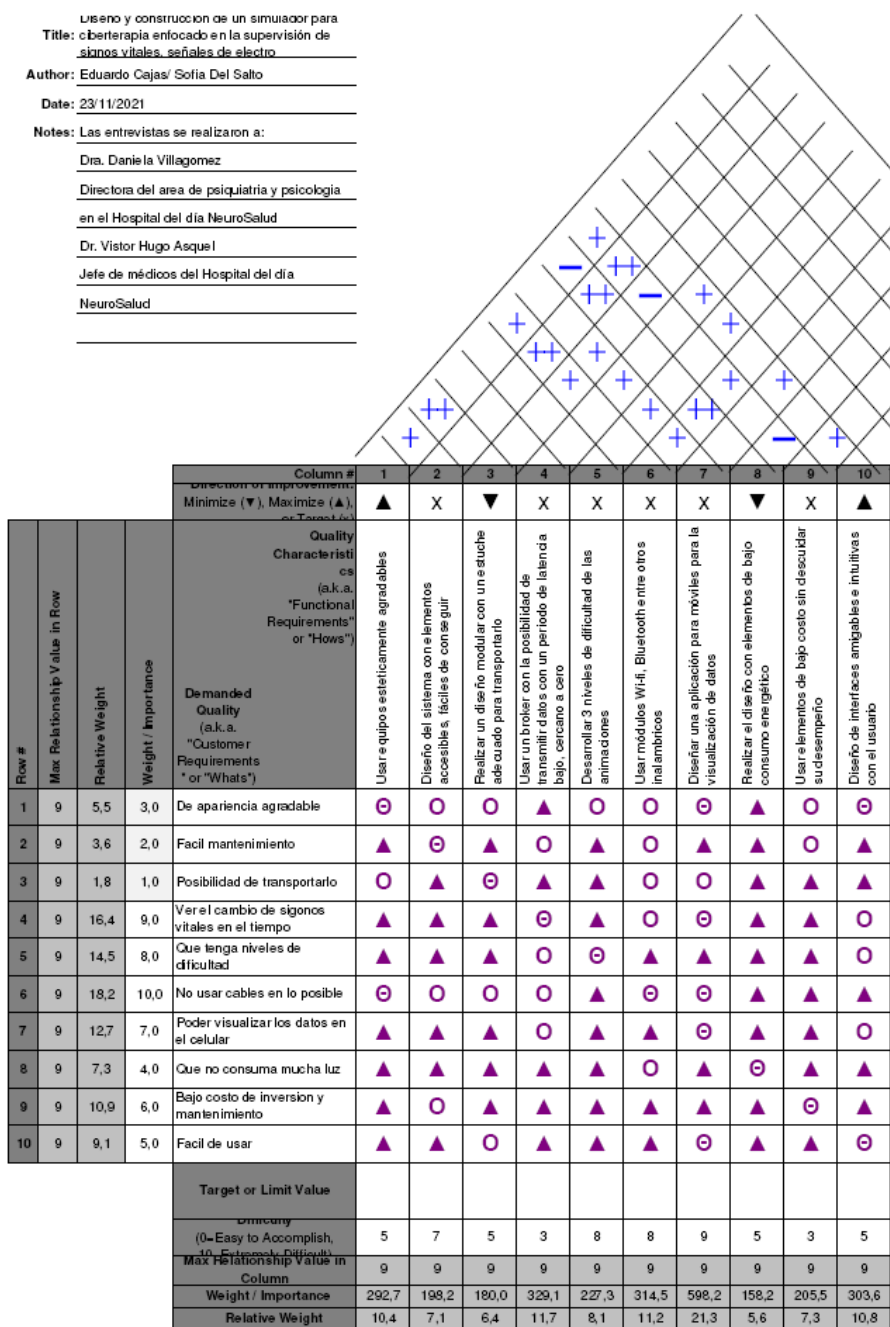 Diseño y construcción de un simulador para
Title: ciberterapia enfocado en la supervisión de
signos vitales, señales de electro
Author: Eduardo Cajas/ Sofía Del Salto
Date: 23/11/2021
Notes: Las entrevistas se realizaron a:
Dra. Daniela Villagomez
Directora del area de psiquiatria y psicologia
en el Hospital del día NeuroSalud
Dr. Vistor Hugo Asquel
Jefe de médicos del Hospital del día
NeuroSalud
Column # 1 2 3 4 5 6 7 8 9 10
Direction of Improvement:
Minimize (▼), Maximize (▲),
or Target (x)
▲ X ▼ X X X X ▼ X ▲
Row #
Max Relationship Value in Row
Relative Weight
Weight / Importance
Quality
Characteristi
cs
(a.k.a.
"Functional
Requirements"
or "Hows")
Demanded
Quality
(a.k.a.
"Customer
Requirements
" or "Whats")
Usar equipos esteticamente agradables
Diseño del sistema con elementos
accesibles, fáciles de conseguir
Realizar un diseño modular con un estuche
adecuado para transportarlo
Usar un broker con la posibilidad de
transmitir datos con un periodo de latencia
bajo, cercano a cero
Desarrollar 3 niveles de dificultad de las
animaciones
Usar módulos Wi-fi, Bluetooth entre otros
inalambricos
Diseñar una aplicación para móviles para la
visualización de datos
Realizar el diseño con elementos de bajo
consumo energético
Usar elementos de bajo costo sin descuidar
su desempeño
Diseño de interfaces amigables e intuitivas
con el usuario
1 9 5,5 3,0 De apariencia agradable Θ Ο Ο ▲ Ο Ο Θ ▲ Ο Θ
2 9 3,6 2,0 Facil mantenimiento ▲ Θ ▲ Ο ▲ Ο ▲ ▲ Ο ▲
3 9 1,8 1,0 Posibilidad de transportarlo Ο ▲ Θ ▲ ▲ Ο Ο ▲ ▲ ▲
4 9 16,4 9,0 Ver el cambio de sigonos
vitales en el tiempo ▲ ▲ ▲ Θ ▲ Ο Θ ▲ ▲ Ο
5 9 14,5 8,0 Que tenga niveles de
dificultad ▲ ▲ ▲ Ο Θ ▲ ▲ ▲ ▲ Ο
6 9 18,2 10,0 No usar cables en lo posible Θ Ο Ο Ο ▲ Θ Θ ▲ ▲ ▲
7 9 12,7 7,0 Poder visualizar los datos en
el celular ▲ ▲ ▲ Ο ▲ ▲ Θ ▲ ▲ Ο
8 9 7,3 4,0 Que no consuma mucha luz ▲ ▲ ▲ ▲ ▲ Ο ▲ Θ ▲ ▲
9 9 10,9 6,0 Bajo costo de inversion y
mantenimiento ▲ Ο ▲ ▲ ▲ ▲ ▲ ▲ Θ ▲
10 9 9,1 5,0 Facil de usar ▲ ▲ Ο ▲ ▲ ▲ Θ ▲ ▲ Θ
Target or Limit Value
Difficulty
(0=Easy to Accomplish,
10=Extremely Difficult)
5 7 5 3 8 8 9 5 3 5
Max Relationship Value in
Column
9 9 9 9 9 9 9 9 9 9
Weight / Importance 292,7 198,2 180,0 329,1 227,3 314,5 598,2 158,2 205,5 303,6
Relative Weight 10,4 7,1 6,4 11,7 8,1 11,2 21,3 5,6 7,3 10,8